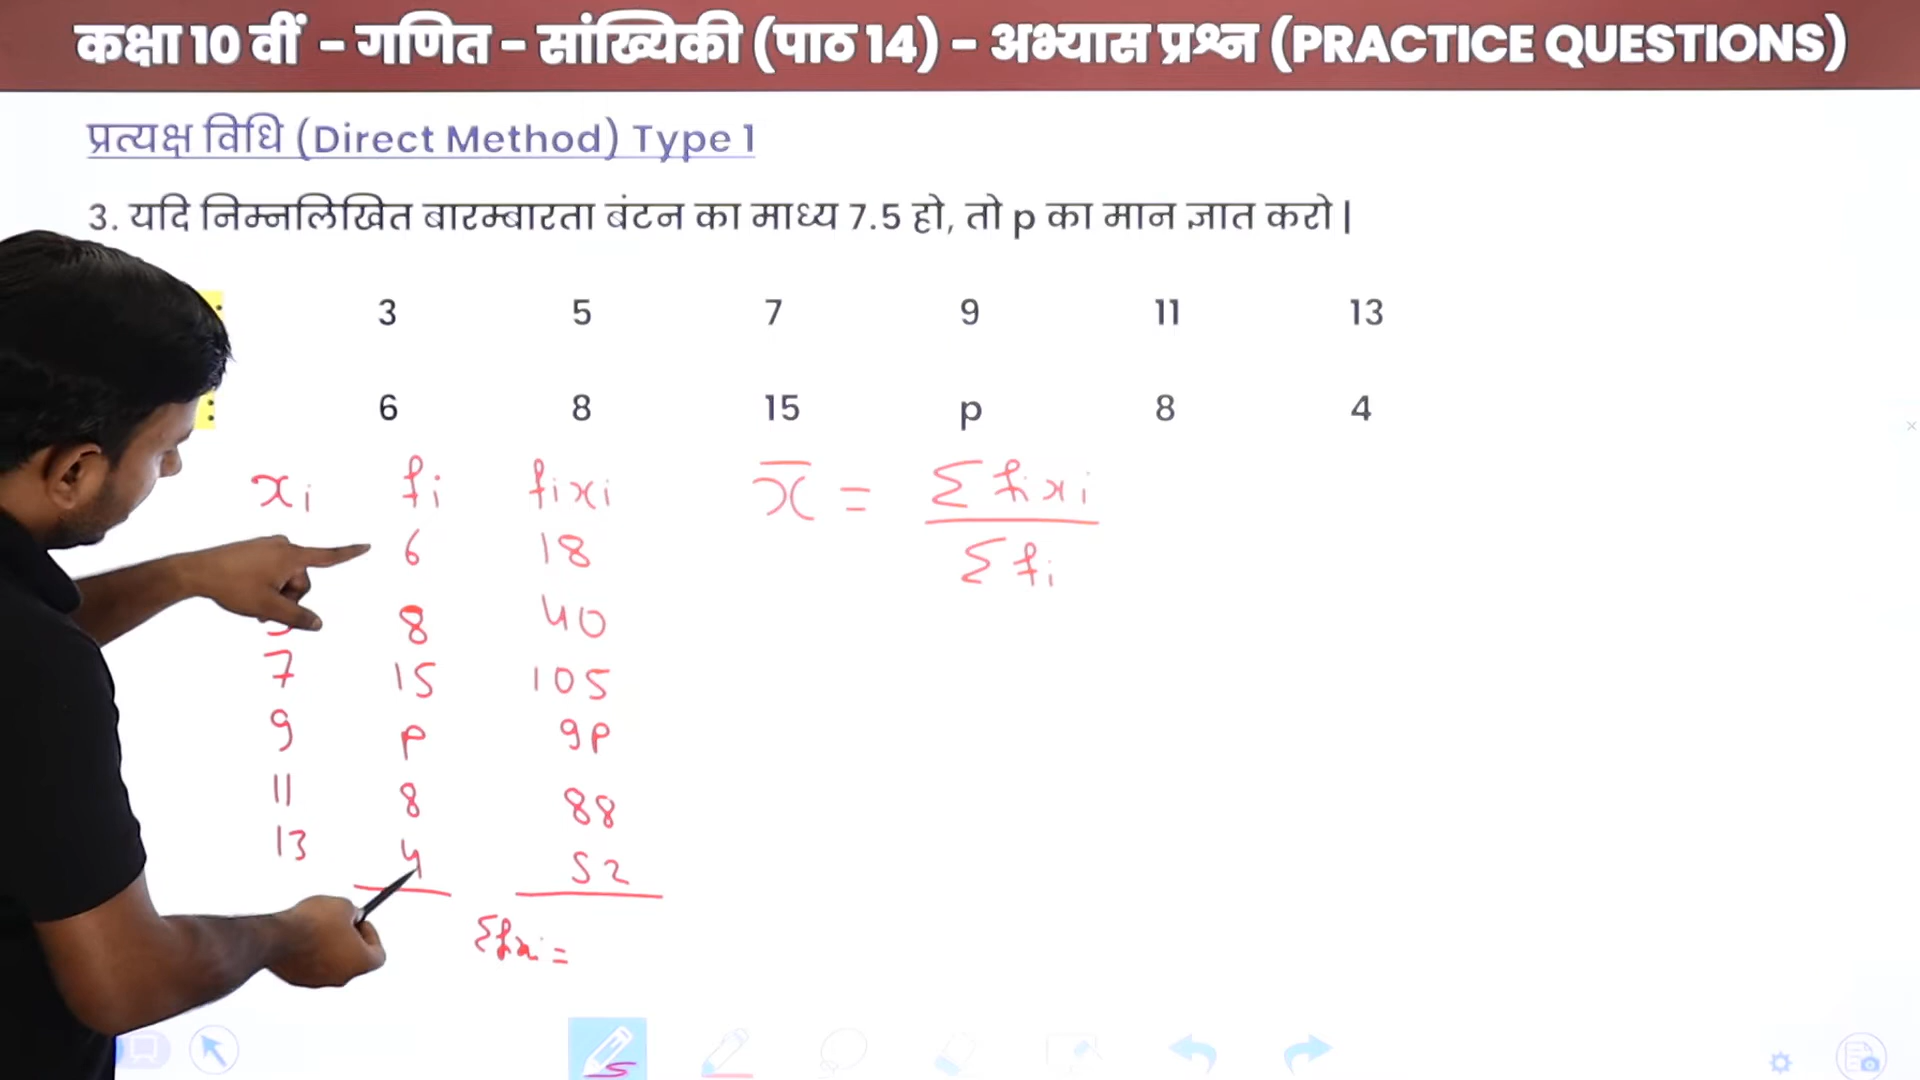 कक्षा 10 वीं - गणित - सांख्यिकी (पाठ 14) - अभ्यास प्रश्न (PRACTICE QUESTIONS)
प्रत्यक्ष विधि (Direct Method) Type 1
3. यदि निम्नलिखित बारम्बारता बंटन का माध्य 7.5 हो, तो p का मान ज्ञात करो |
: 3 5 7 9 11 13
: 6 8 15 p 8 4
xi fi fixi x̄ = Σfixi / Σfi
6 18
8 40
7 15 105
9 p 9p
11 8 88
13 4 52
Σfixi =